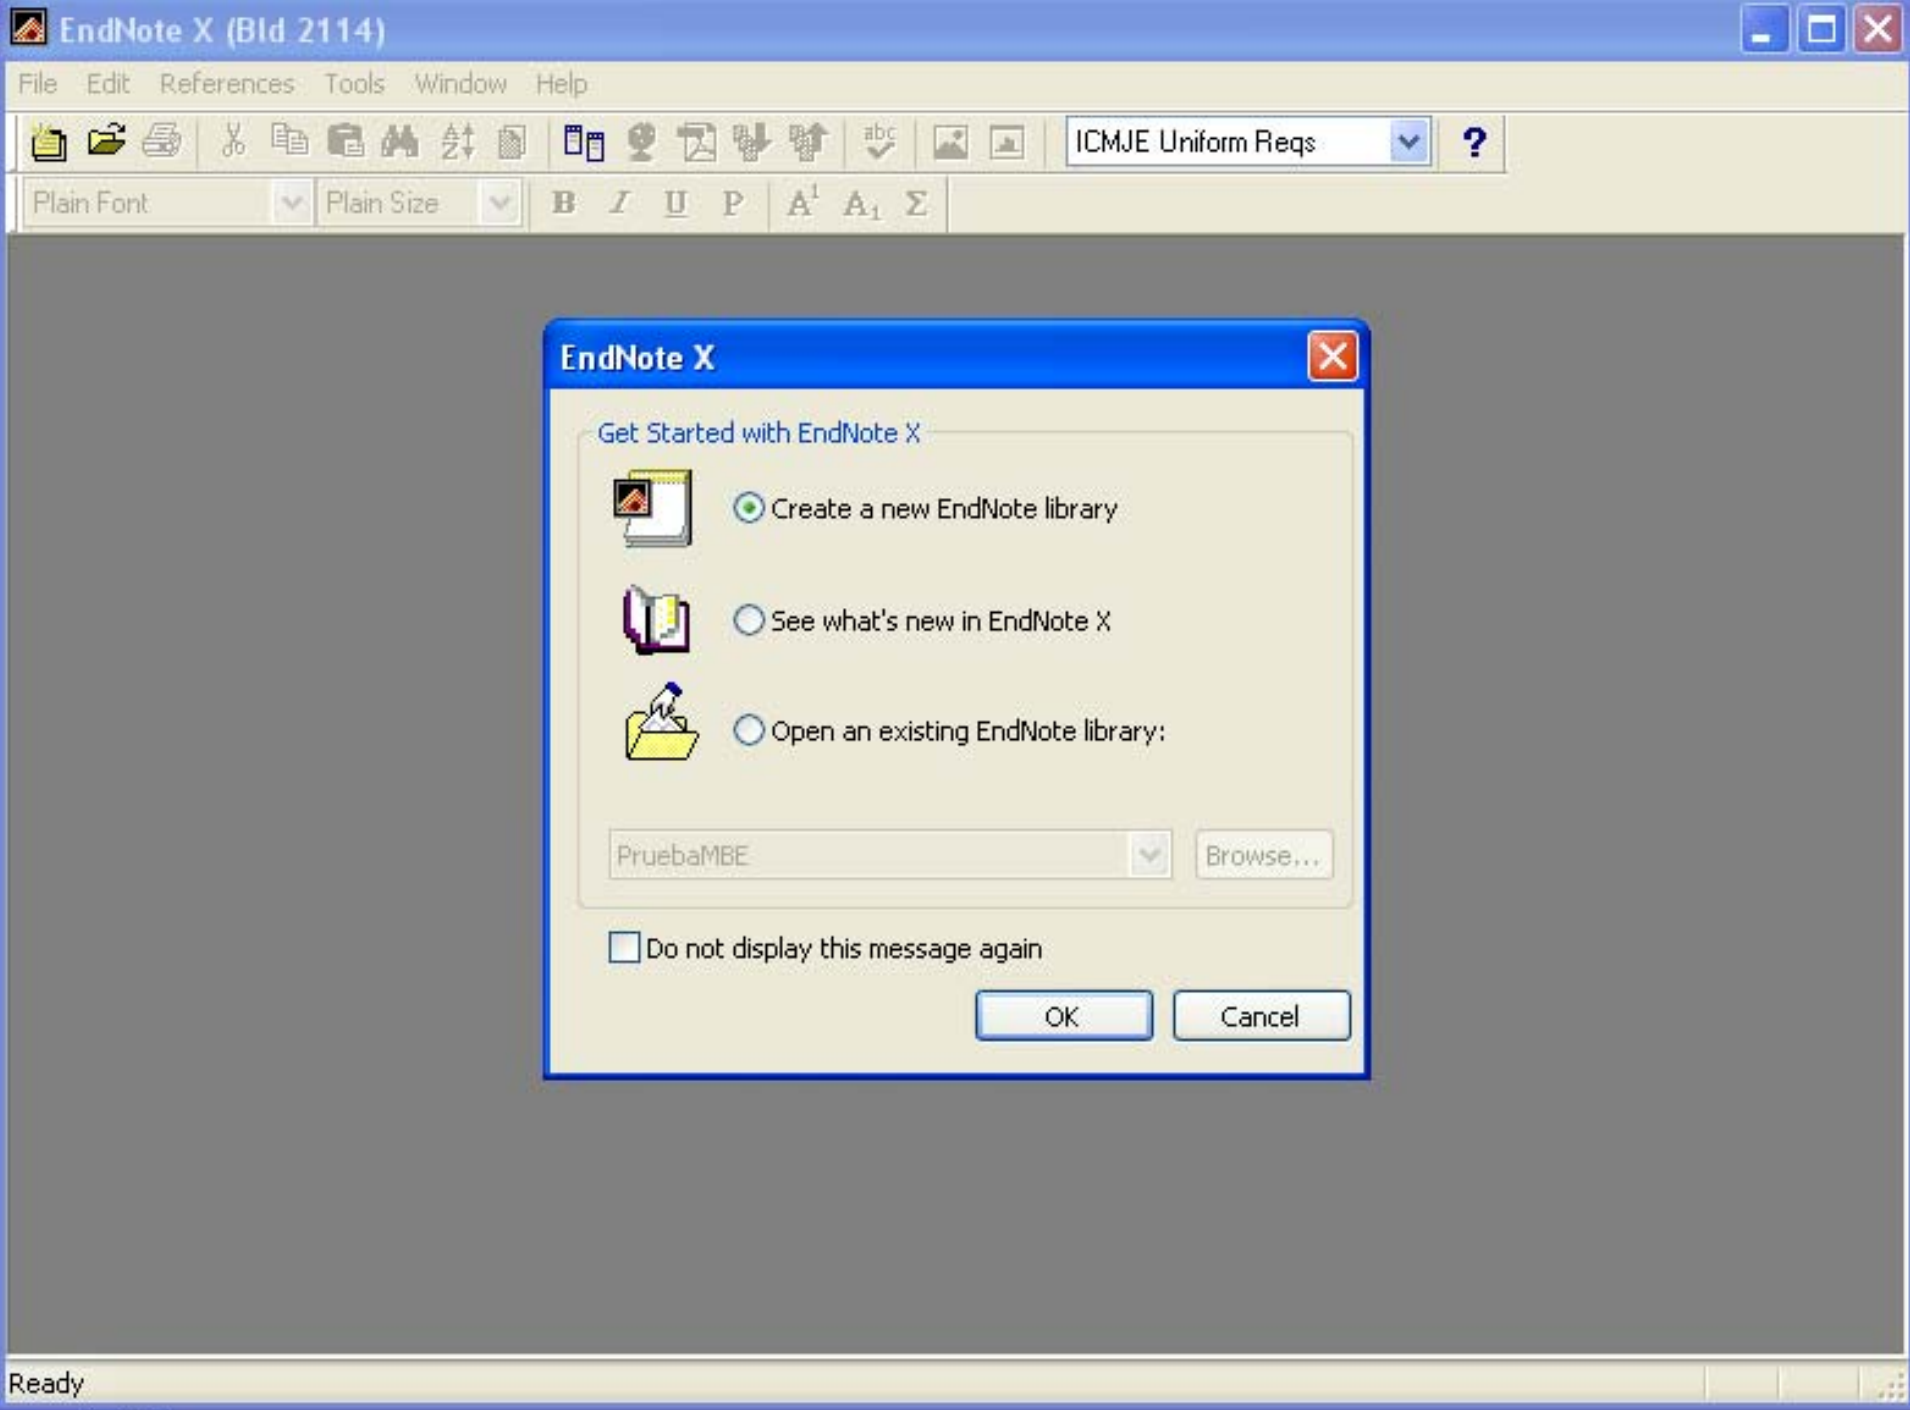 EndNote X (Bld 2114)
File Edit References Tools Window Help
abc ICMJE Uniform Reqs ?
Plain Font Plain Size B I U P A1 A1 Σ
EndNote X
Get Started with EndNote X
Create a new EndNote library
See what's new in EndNote X
Open an existing EndNote library:
PruebaMBE Browse...
Do not display this message again
OK Cancel
Ready